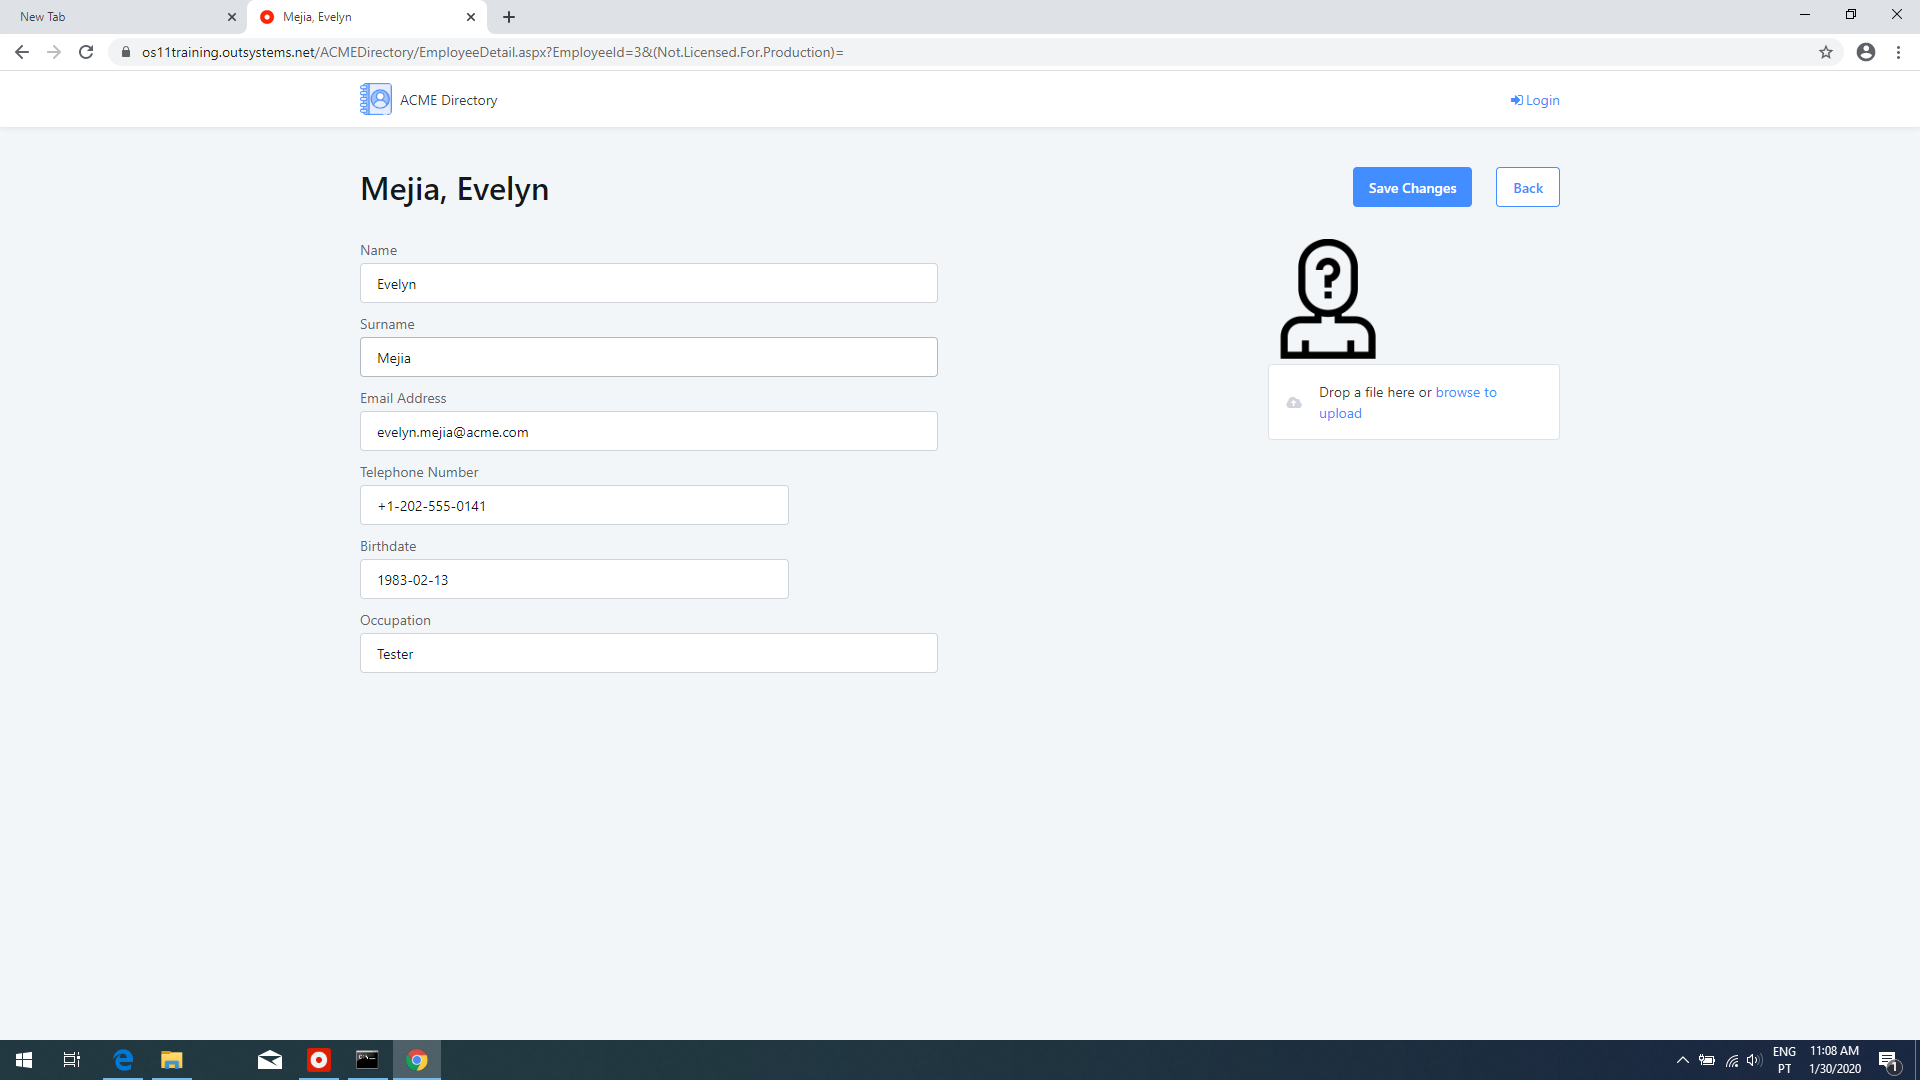 New Tab
Mejia, Evelyn
os11training.outsystems.net/ACMEDirectory/EmployeeDetail.aspx?EmployeeId=3&(Not.Licensed.For.Production)=
ACME Directory
Login
Mejia, Evelyn
Save Changes
Back
Name
Evelyn
Surname
Mejia
Email Address
evelyn.mejia@acme.com
Telephone Number
+1-202-555-0141
Birthdate
1983-02-13
Occupation
Tester
?
Drop a file here or browse to
upload
ENG
PT
11:08 AM
1/30/2020
1